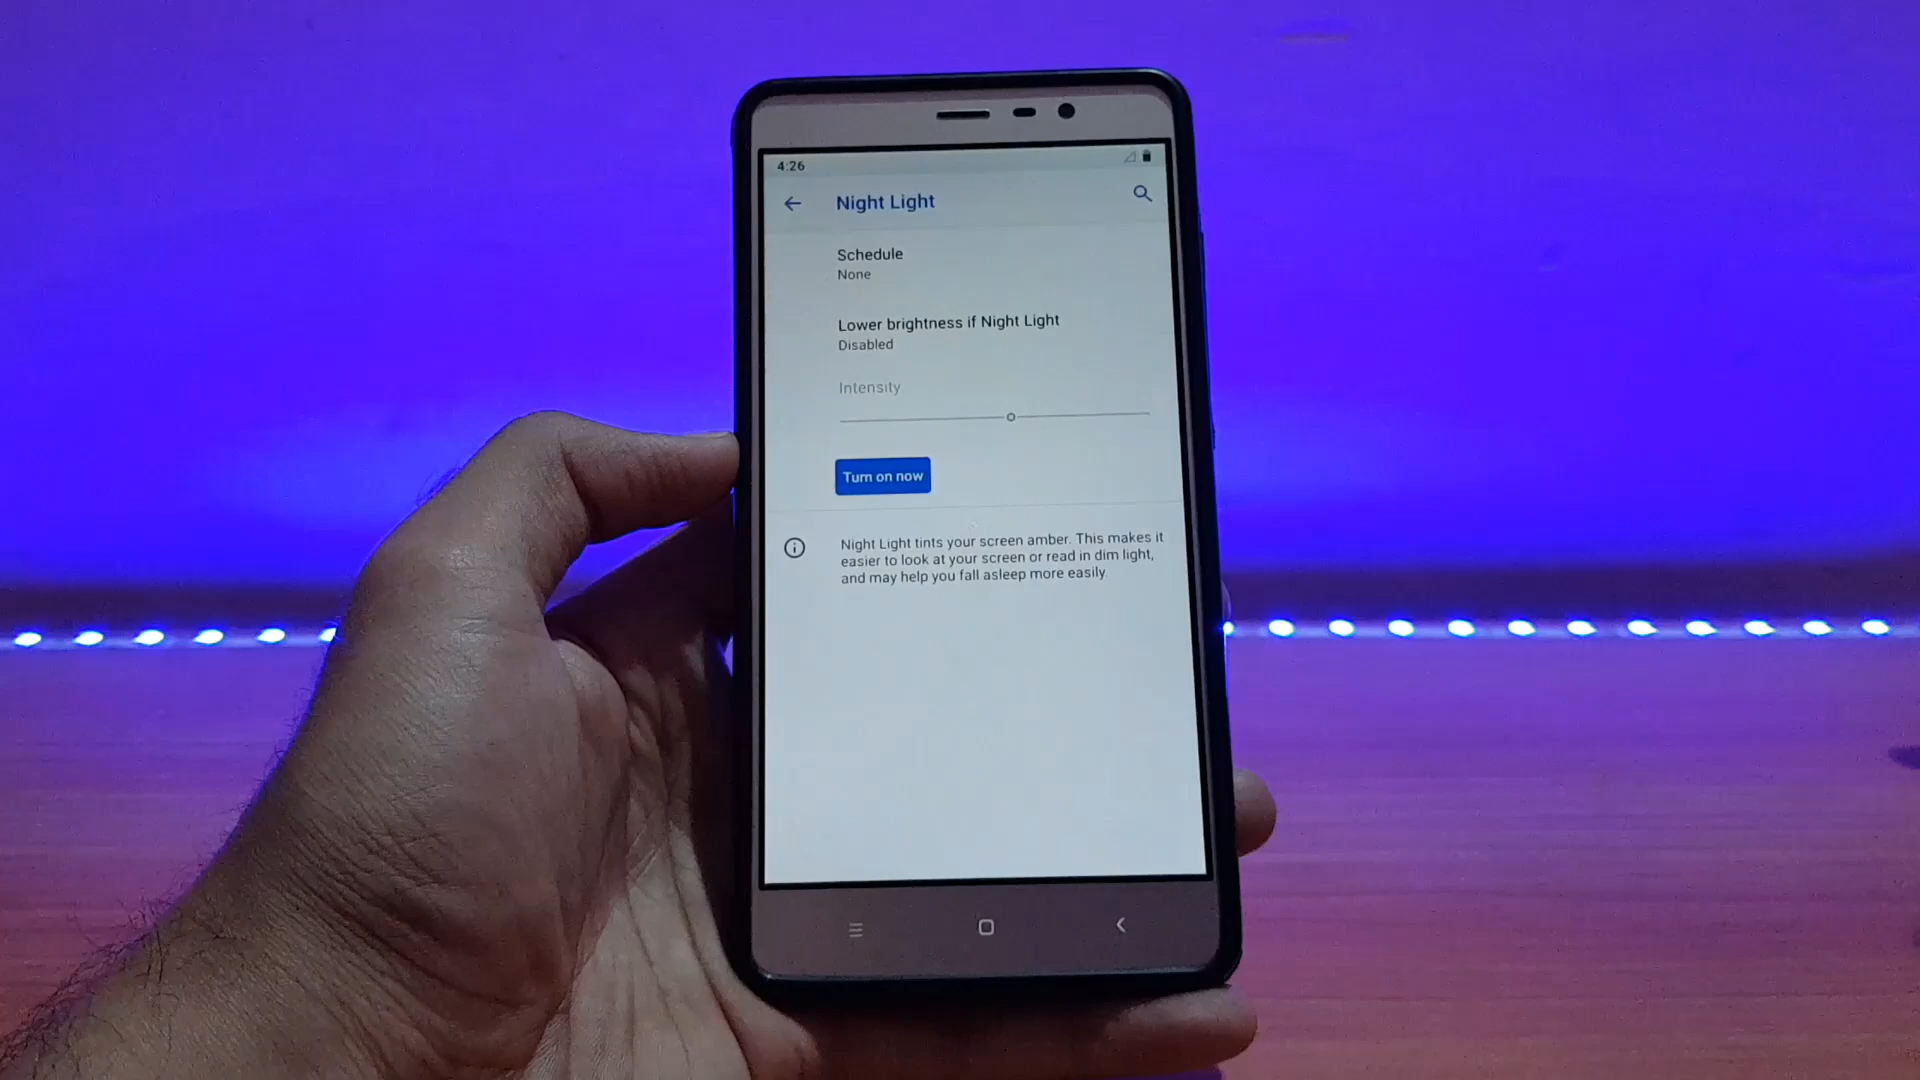 4:26
Night Light
Schedule
None
Lower brightness if Night Light
Disabled
Intensity
Turn on now
Night Light tints your screen amber. This makes it
easier to look at your screen or read in dim light,
and may help you fall asleep more easily.